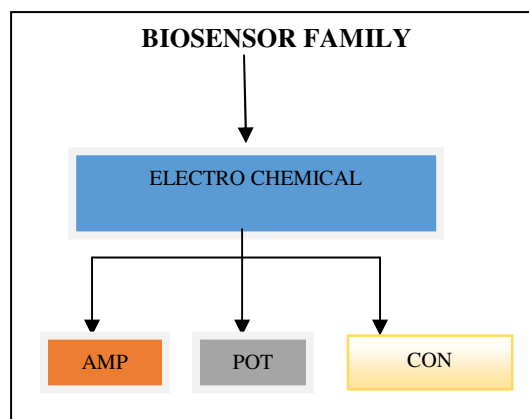 BIOSENSOR FAMILY
ELECTRO CHEMICAL
AMP
POT
CON